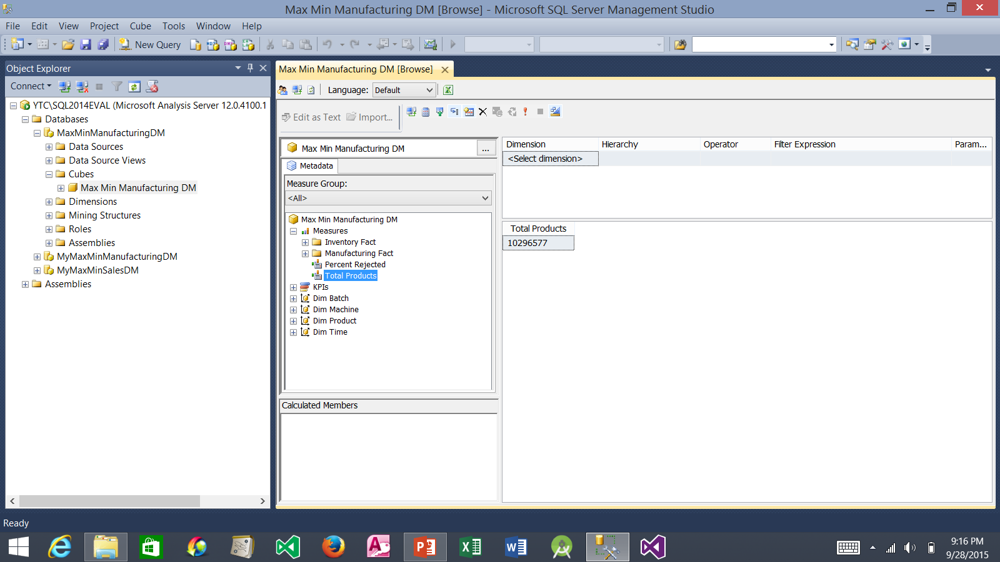 Max Min Manufacturing DM [Browse] - Microsoft SQL Server Management Studio
File Edit View Project Cube Tools Window Help
New Query
Object Explorer
Connect
YTC\SQL2014EVAL (Microsoft Analysis Server 12.0.4100.1
Databases
MaxMinManufacturingDM
Data Sources
Data Source Views
Cubes
Max Min Manufacturing DM
Dimensions
Mining Structures
Roles
Assemblies
MyMaxMinManufacturingDM
MyMaxMinSalesDM
Assemblies
Max Min Manufacturing DM [Browse]
Language: Default
Edit as Text Import...
Max Min Manufacturing DM ...
Metadata
Measure Group:
<All>
Max Min Manufacturing DM
Measures
Inventory Fact
Manufacturing Fact
Percent Rejected
Total Products
KPIs
Dim Batch
Dim Machine
Dim Product
Dim Time
Calculated Members
Dimension Hierarchy Operator Filter Expression Param...
<Select dimension>
Total Products
10296577
Ready
9:16 PM
9/28/2015